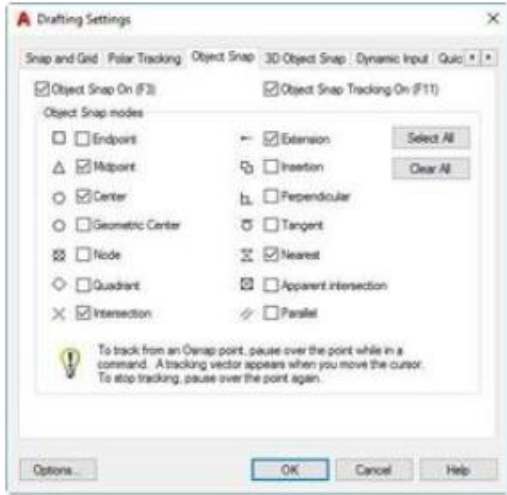 Drafting Settings
Snap and Grid Polar Tracking Object Snap 3D Object Snap Dynamic Input Quic
Object Snap On (F3) Object Snap Tracking On (F11)
Object Snap modes
Endpoint Extension Select All
Midpoint Insertion Clear All
Center Perpendicular
Geometric Center Tangent
Node Nearest
Quadrant Apparent intersection
Intersection Parallel
To track from an Osnap point, pause over the point while in a
command. A tracking vector appears when you move the cursor.
To stop tracking, pause over the point again.
Options... OK Cancel Help